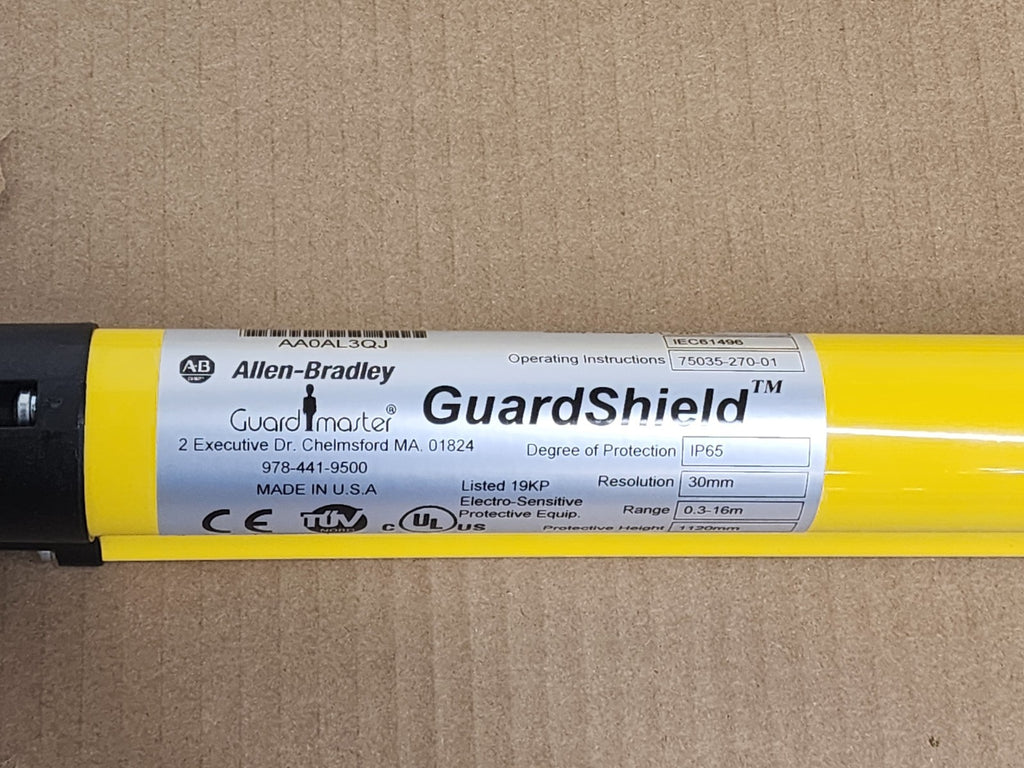 AA0AL3QJ
IEC61496
Operating Instructions 75035-270-01
A·B
Allen-Bradley
Guardmaster®
GuardShield™
2 Executive Dr. Chelmsford MA. 01824
978-441-9500
MADE IN U.S.A
Degree of Protection IP65
Resolution 30mm
Range 0.3-16m
Protective Height 1120mm
Listed 19KP
Electro-Sensitive
Protective Equip.
CE TÜV NORD c UL US